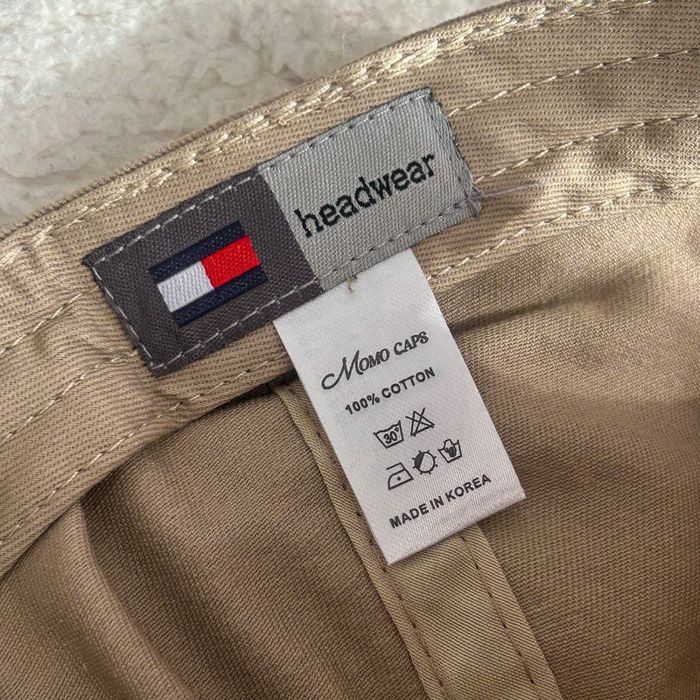 headwear
MOMO CAPS
100% COTTON
30°
MADE IN KOREA